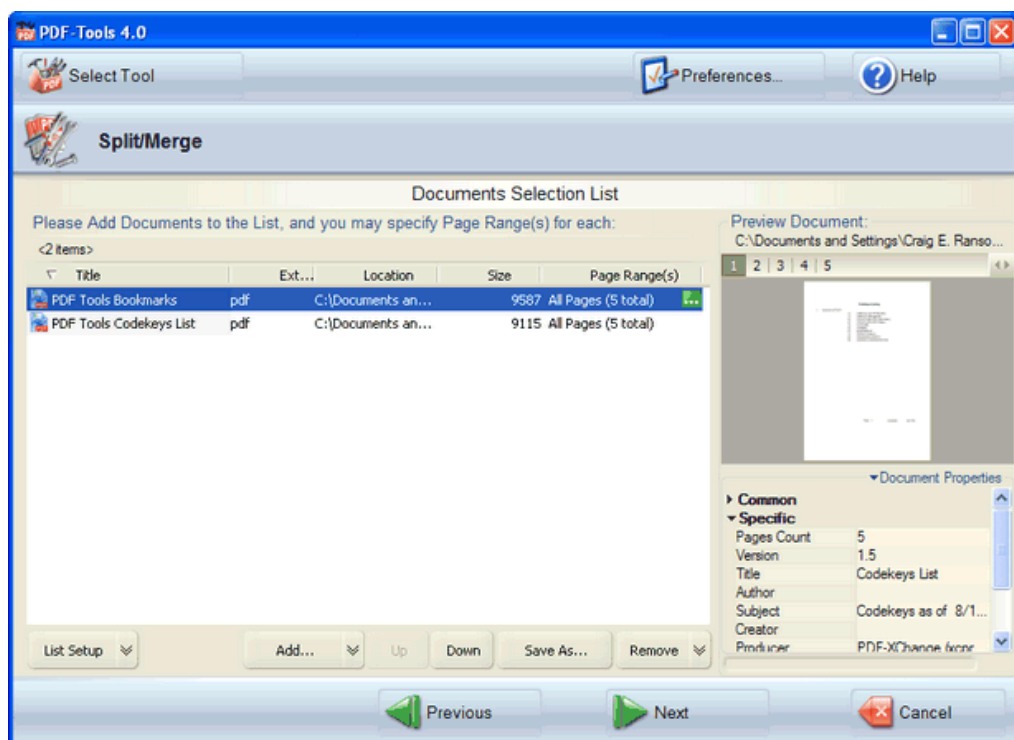 PDF-Tools 4.0
Select Tool Preferences... Help
Split/Merge
Documents Selection List
Please Add Documents to the List, and you may specify Page Range(s) for each:
<2 items>
Title Ext... Location Size Page Range(s)
PDF Tools Bookmarks pdf C:\Documents an... 9587 All Pages (5 total) ...
PDF Tools Codekeys List pdf C:\Documents an... 9115 All Pages (5 total)
Preview Document:
C:\Documents and Settings\Craig E. Ranso...
1 2 3 4 5
Document Properties
Common
Specific
Pages Count 5
Version 1.5
Title Codekeys List
Author
Subject Codekeys as of 8/1...
Creator
Producer PDF-XChange
List Setup Add... Up Down Save As... Remove
Previous Next Cancel